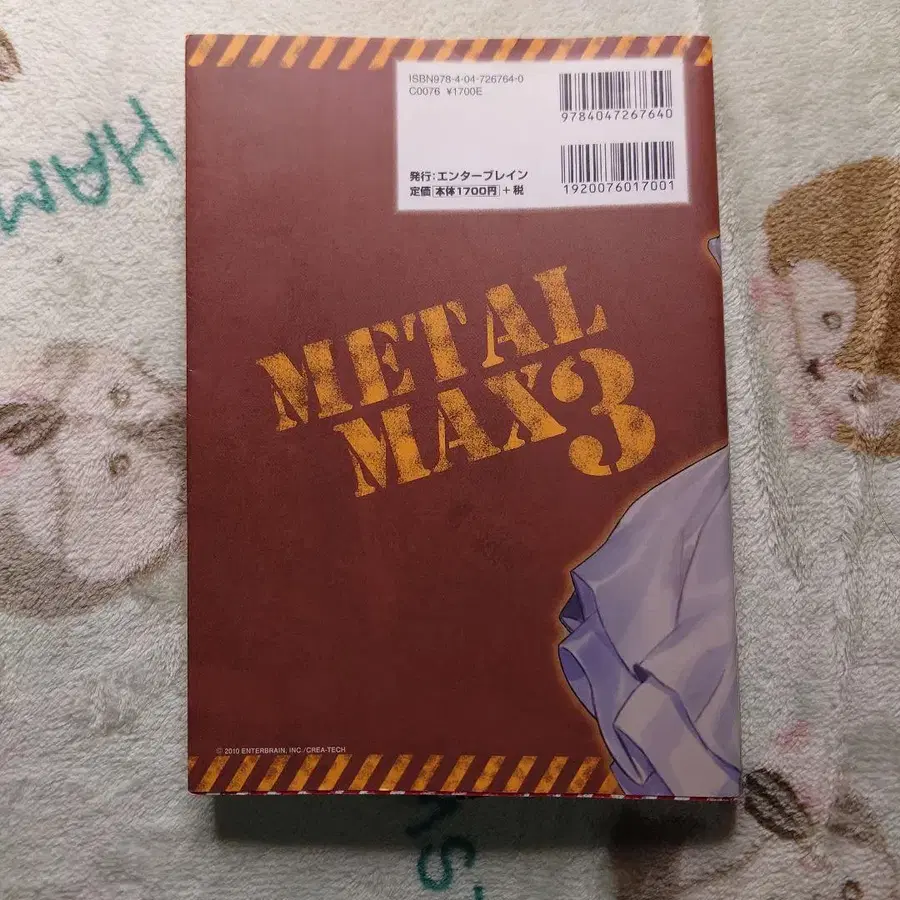 ISBN978-4-04-726764-0
C0076 ¥1700E
9784047267640
発行:エンターブレイン
定価 本体1700円 +税
1920076017001
METAL
MAX3
© 2010 ENTERBRAIN, INC./CREA-TECH
HAM